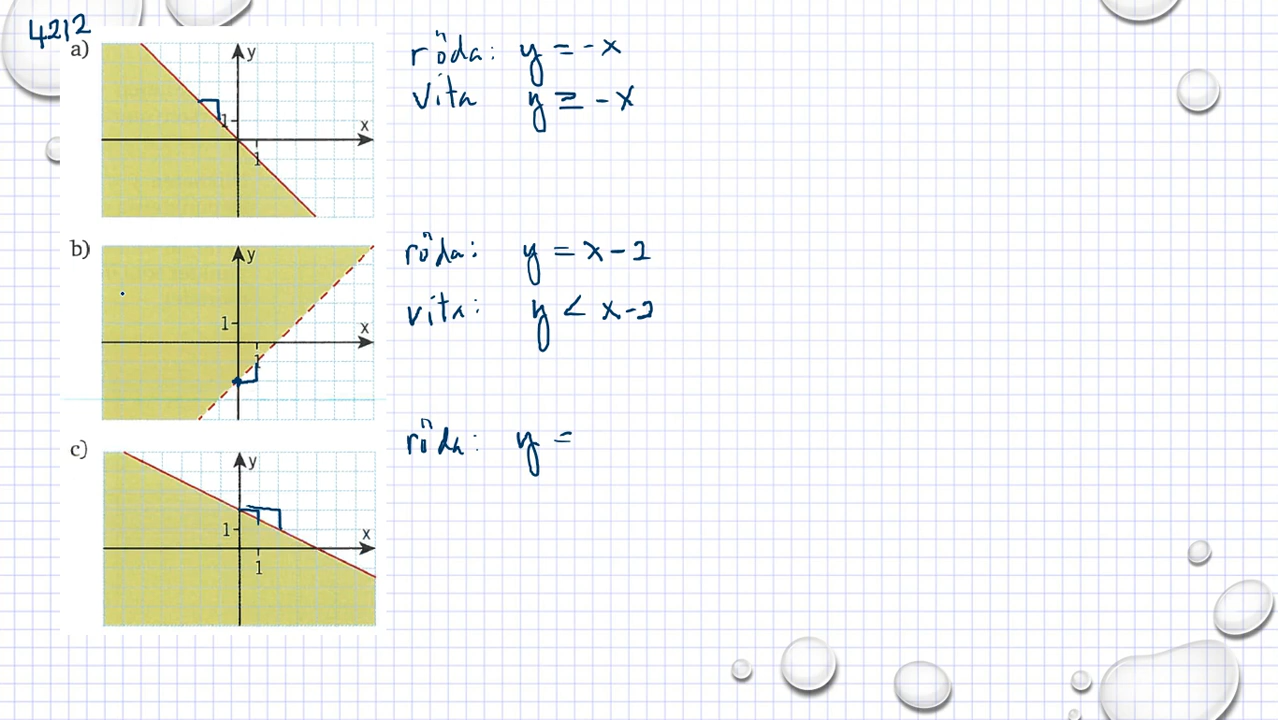 4212
a)
y
1
x
1
röda: y = -x
vita y ≥ -x
b)
y
1
x
1
röda: y = x-2
vita: y < x-2
c)
y
1
x
1
röda: y =